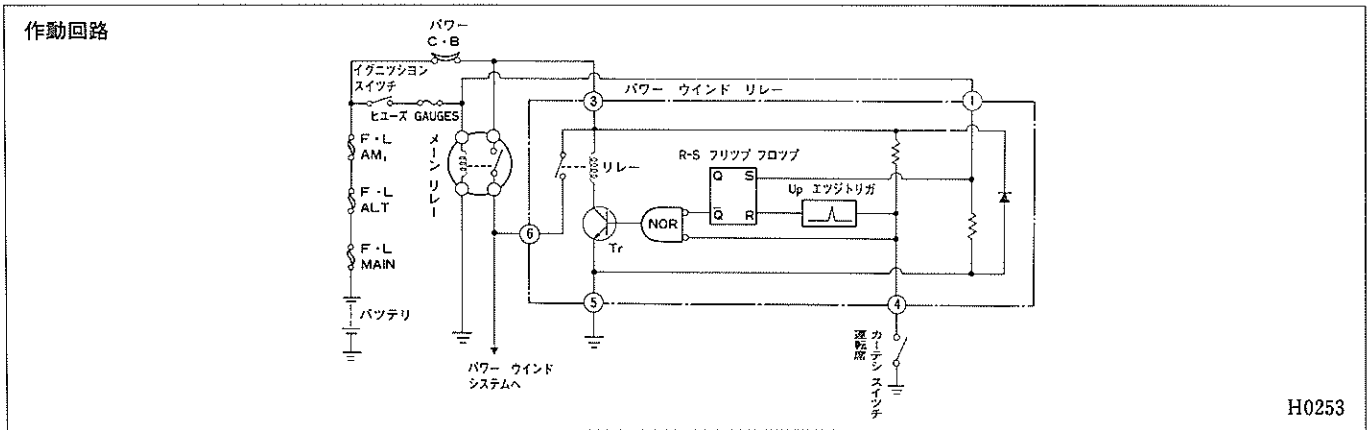 作動回路
パワー
C・B
イグニッション
スイッチ
ヒューズ GAUGES
パワー ウインド リレー
3
1
F・L
AM1
F・L
ALT
F・L
MAIN
バッテリ
メーン リレー
リレー
R-S フリップ フロップ
Q S
Q̅ R
Up エッジトリガ
NOR
Tr
6
5
4
パワー ウインド
システムへ
カーテシ スイッチ
運転席
H0253